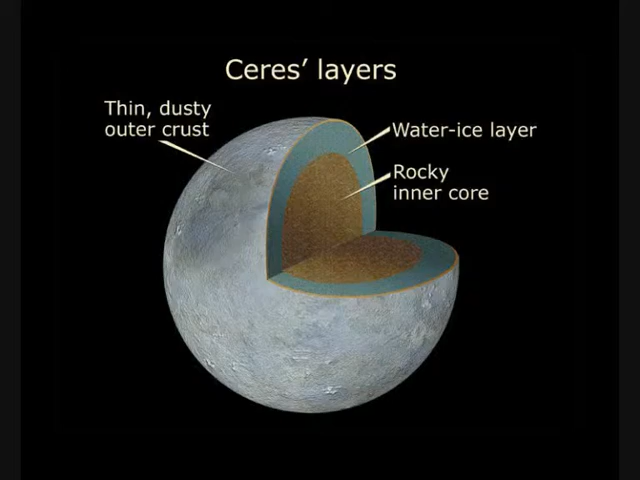 Ceres’ layers
Thin, dusty
outer crust
Water-ice layer
Rocky
inner core